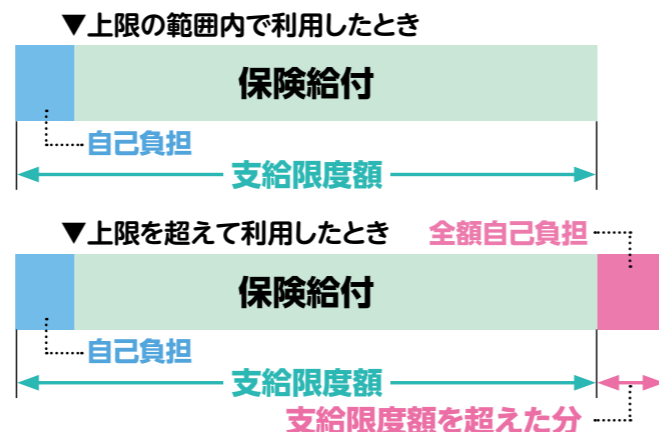 ▼上限の範囲内で利用したとき
保険給付
自己負担
支給限度額
▼上限を超えて利用したとき
全額自己負担
保険給付
自己負担
支給限度額
支給限度額を超えた分